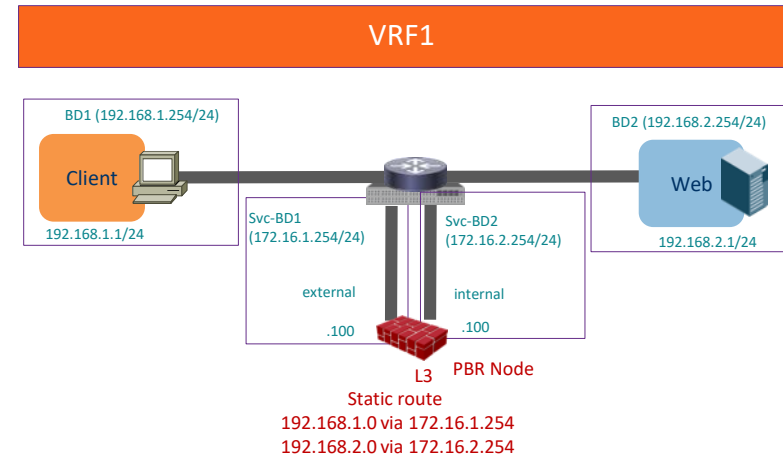 VRF1
BD1 (192.168.1.254/24)
Client
192.168.1.1/24
BD2 (192.168.2.254/24)
Web
192.168.2.1/24
Svc-BD1
(172.16.1.254/24)
Svc-BD2
(172.16.2.254/24)
external
internal
.100
.100
L3
PBR Node
Static route
192.168.1.0 via 172.16.1.254
192.168.2.0 via 172.16.2.254